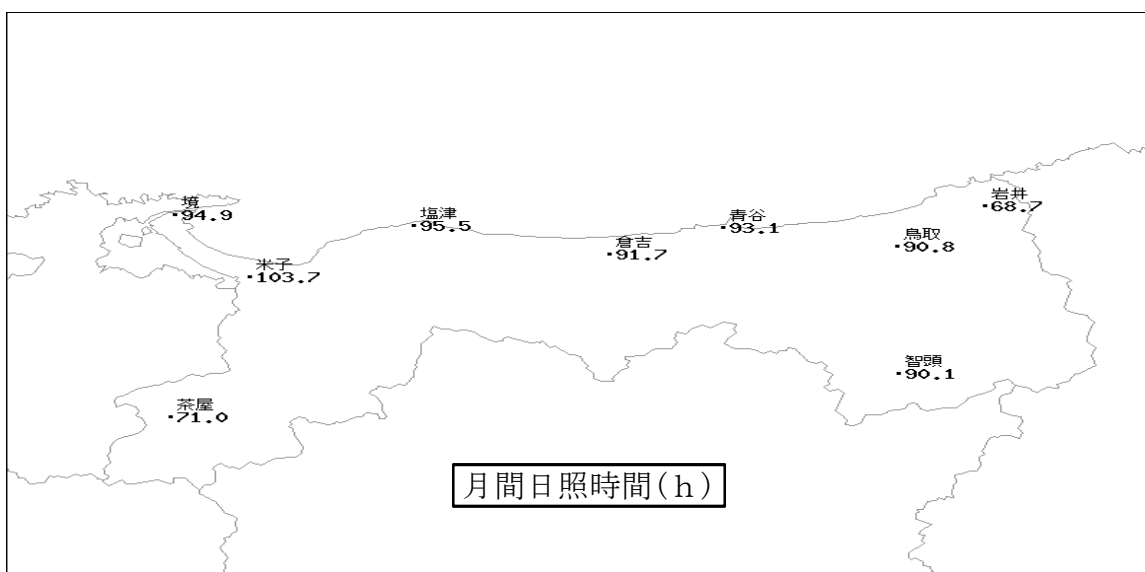 岩井
・68.7
境
・94.9
塩津
・95.5
青谷
・93.1
鳥取
・90.8
倉吉
・91.7
米子
・103.7
智頭
・90.1
茶屋
・71.0
月間日照時間(h)